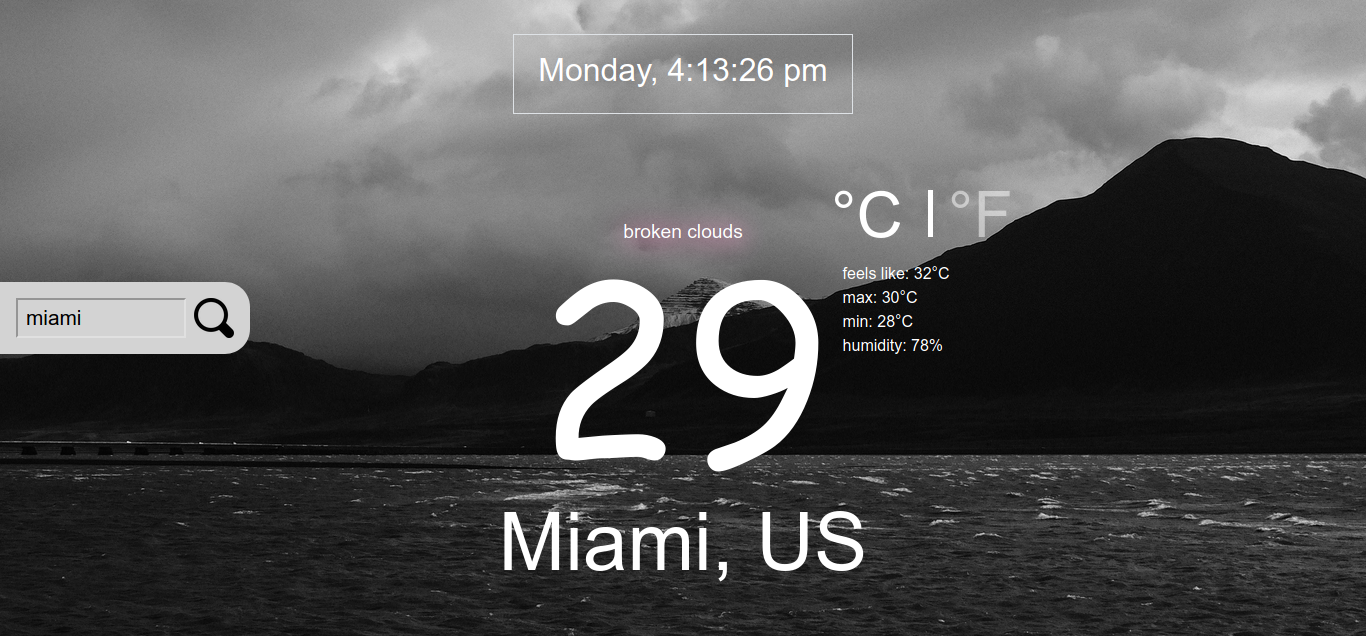 Monday, 4:13:26 pm
°C | °F
broken clouds
feels like: 32°C
max: 30°C
min: 28°C
humidity: 78%
miami
29
Miami, US